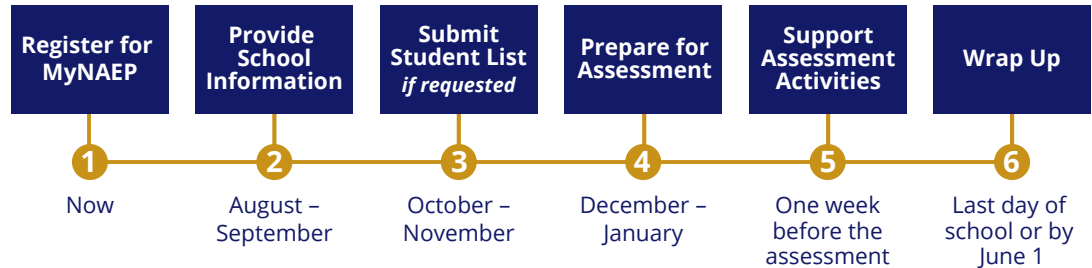 Register for
MyNAEP
Provide
School
Information
Submit
Student List
if requested
Prepare for
Assessment
Support
Assessment
Activities
Wrap Up
1
2
3
4
5
6
Now
August –
September
October –
November
December –
January
One week
before the
assessment
Last day of
school or by
June 1